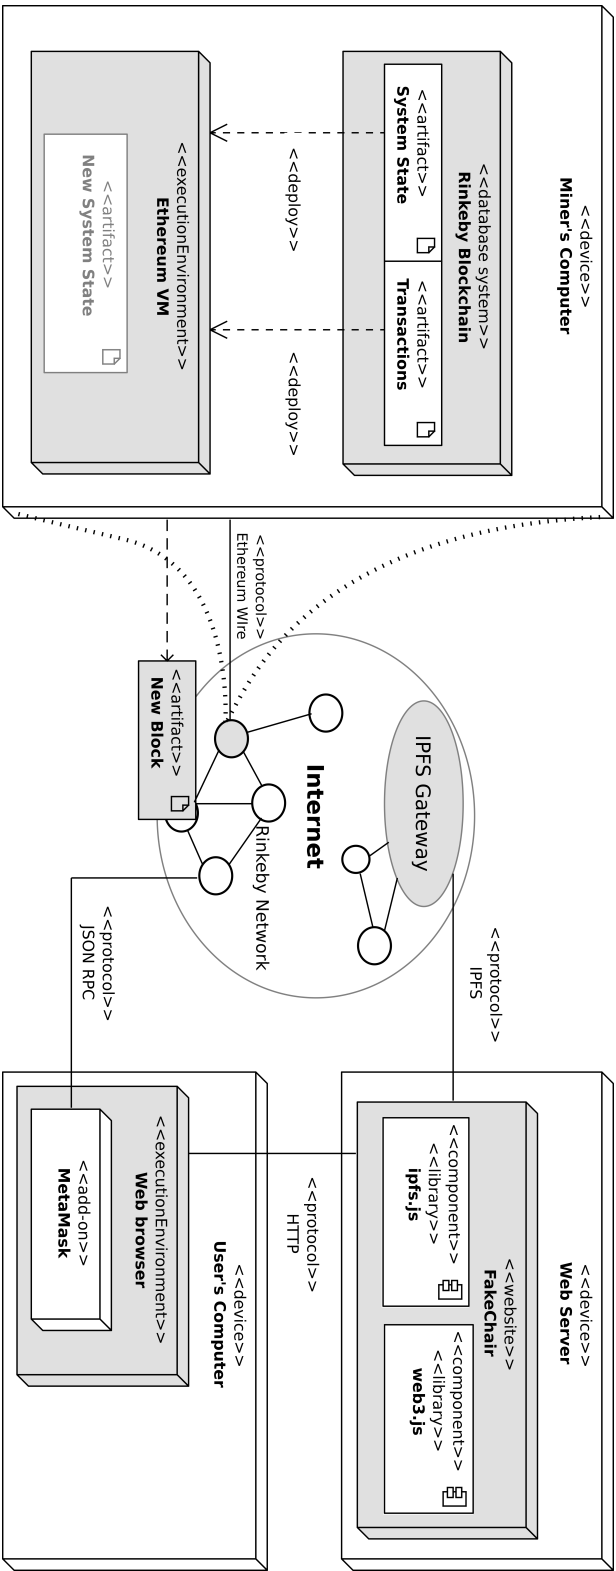 <<device>>
Miner's Computer
<<database system>>
Rinkeby Blockchain
<<artifact>>
System State
<<artifact>>
Transactions
<<deploy>>
<<deploy>>
<<executionEnvironment>>
Ethereum VM
<<artifact>>
New System State
<<protocol>>
Ethereum WIre
<<artifact>>
New Block
IPFS Gateway
Internet
Rinkeby Network
<<protocol>>
IPFS
<<protocol>>
JSON RPC
<<device>>
Web Server
<<website>>
FakeChair
<<component>>
<<library>>
ipfs.js
<<component>>
<<library>>
web3.js
<<protocol>>
HTTP
<<device>>
User's Computer
<<executionEnvironment>>
Web browser
<<add-on>>
MetaMask